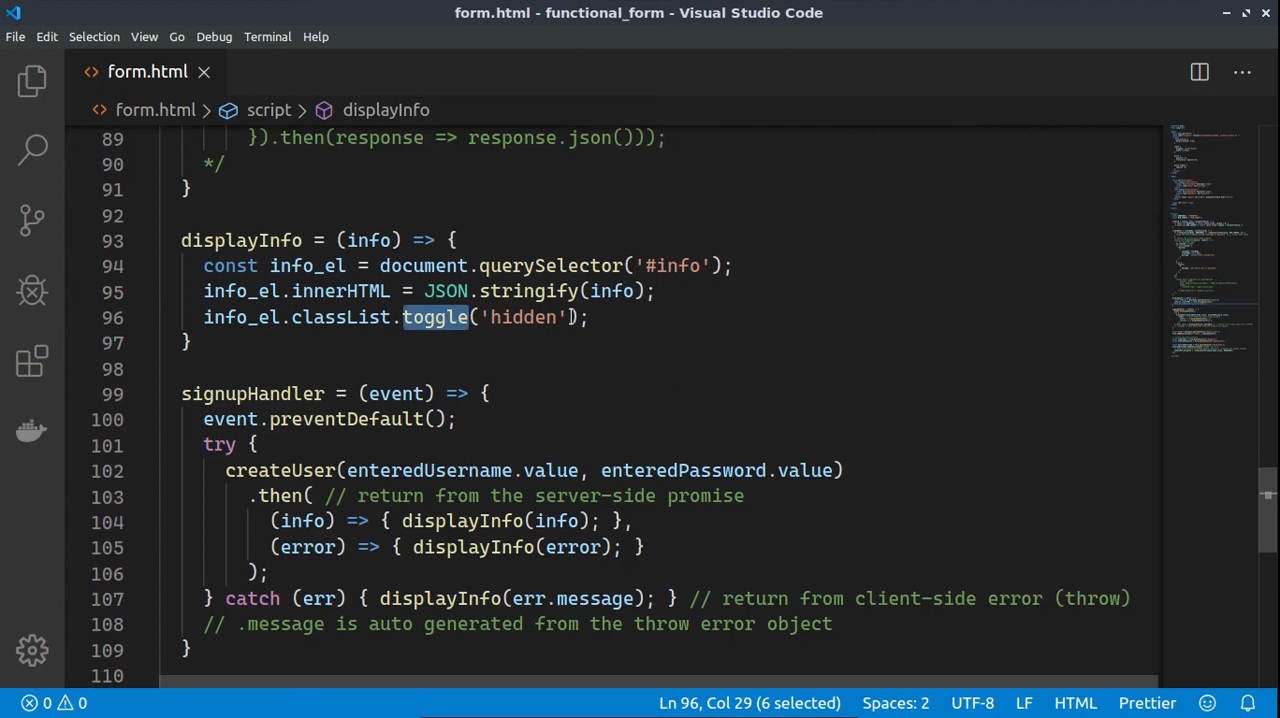 form.html - functional_form - Visual Studio Code
File Edit Selection View Go Debug Terminal Help
form.html
form.html > script > displayInfo
89 }).then(response => response.json()));
90 */
91 }
92
93 displayInfo = (info) => {
94 const info_el = document.querySelector('#info');
95 info_el.innerHTML = JSON.stringify(info);
96 info_el.classList.toggle('hidden');
97 }
98
99 signupHandler = (event) => {
100 event.preventDefault();
101 try {
102 createUser(enteredUsername.value, enteredPassword.value)
103 .then( // return from the server-side promise
104 (info) => { displayInfo(info); },
105 (error) => { displayInfo(error); }
106 );
107 } catch (err) { displayInfo(err.message); } // return from client-side error (throw)
108 // .message is auto generated from the throw error object
109 }
110
0 0 Ln 96, Col 29 (6 selected) Spaces: 2 UTF-8 LF HTML Prettier